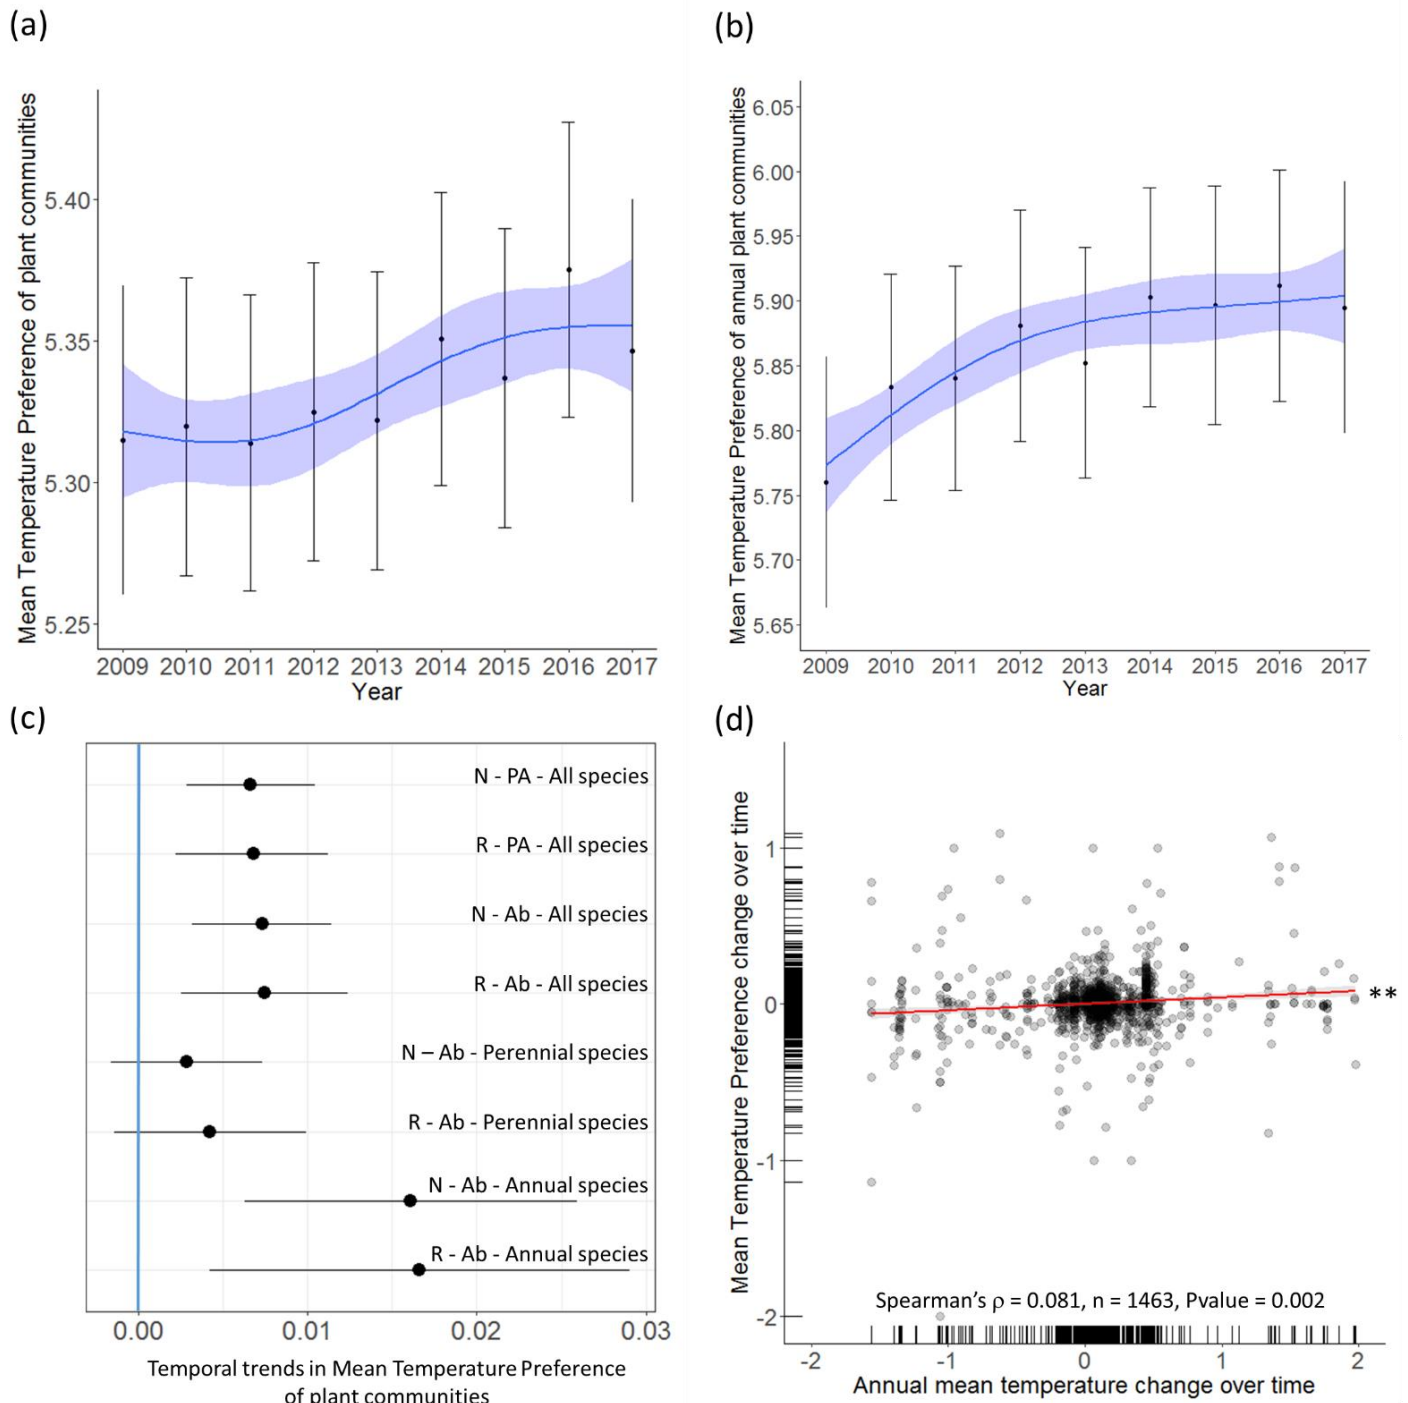 (a)
Mean Temperature Preference of plant communities
5.40
5.35
5.30
5.25
2009 2010 2011 2012 2013 2014 2015 2016 2017
Year
(b)
Mean Temperature Prefernce of annual plant communities
6.05
6.00
5.95
5.90
5.85
5.80
5.75
5.70
5.65
2009 2010 2011 2012 2013 2014 2015 2016 2017
Year
(c)
N - PA - All species
R - PA - All species
N - Ab - All species
R - Ab - All species
N – Ab - Perennial species
R - Ab - Perennial species
N - Ab - Annual species
R - Ab - Annual species
0.00 0.01 0.02 0.03
Temporal trends in Mean Temperature Preference
of plant communities
(d)
Mean Temperature Preference change over time
1
0
-1
-2
**
Spearman's ρ = 0.081, n = 1463, Pvalue = 0.002
-2 -1 0 1 2
Annual mean temperature change over time